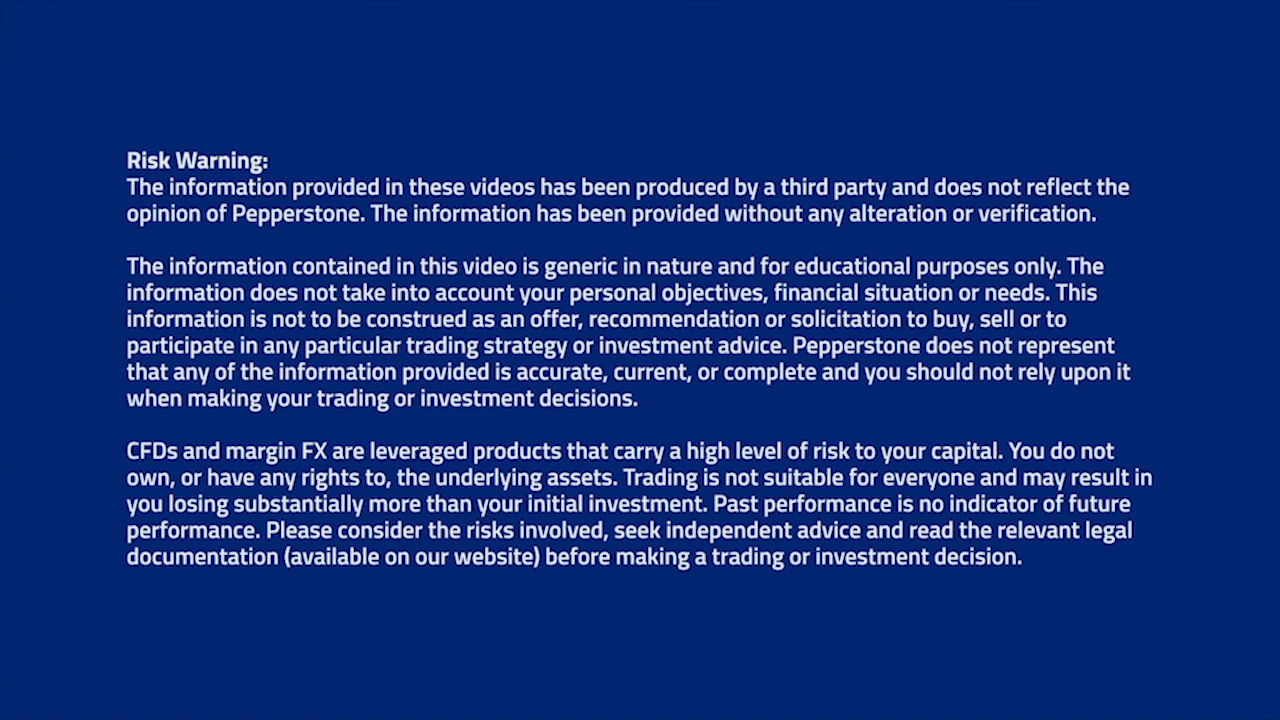 Risk Warning:
The information provided in these videos has been produced by a third party and does not reflect the
opinion of Pepperstone. The information has been provided without any alteration or verification.
The information contained in this video is generic in nature and for educational purposes only. The
information does not take into account your personal objectives, financial situation or needs. This
information is not to be construed as an offer, recommendation or solicitation to buy, sell or to
participate in any particular trading strategy or investment advice. Pepperstone does not represent
that any of the information provided is accurate, current, or complete and you should not rely upon it
when making your trading or investment decisions.
CFDs and margin FX are leveraged products that carry a high level of risk to your capital. You do not
own, or have any rights to, the underlying assets. Trading is not suitable for everyone and may result in
you losing substantially more than your initial investment. Past performance is no indicator of future
performance. Please consider the risks involved, seek independent advice and read the relevant legal
documentation (available on our website) before making a trading or investment decision.